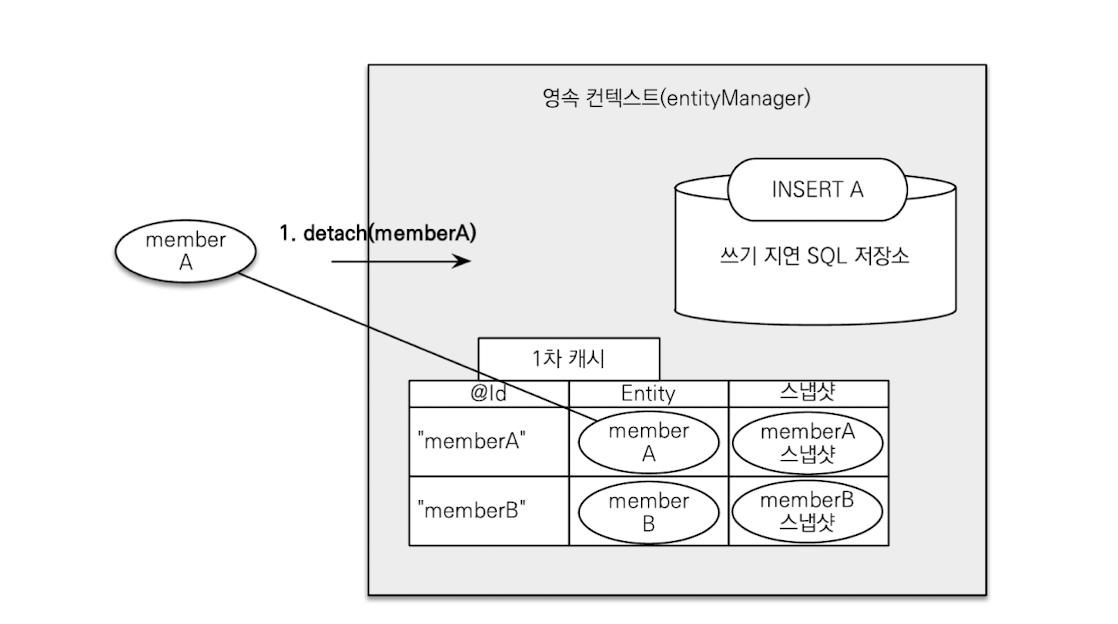 영속 컨텍스트(entityManager)
INSERT A
쓰기 지연 SQL 저장소
member
A
1. detach(memberA)
1차 캐시
@Id
Entity
스냅샷
"memberA"
member
A
memberA
스냅샷
"memberB"
member
B
memberB
스냅샷